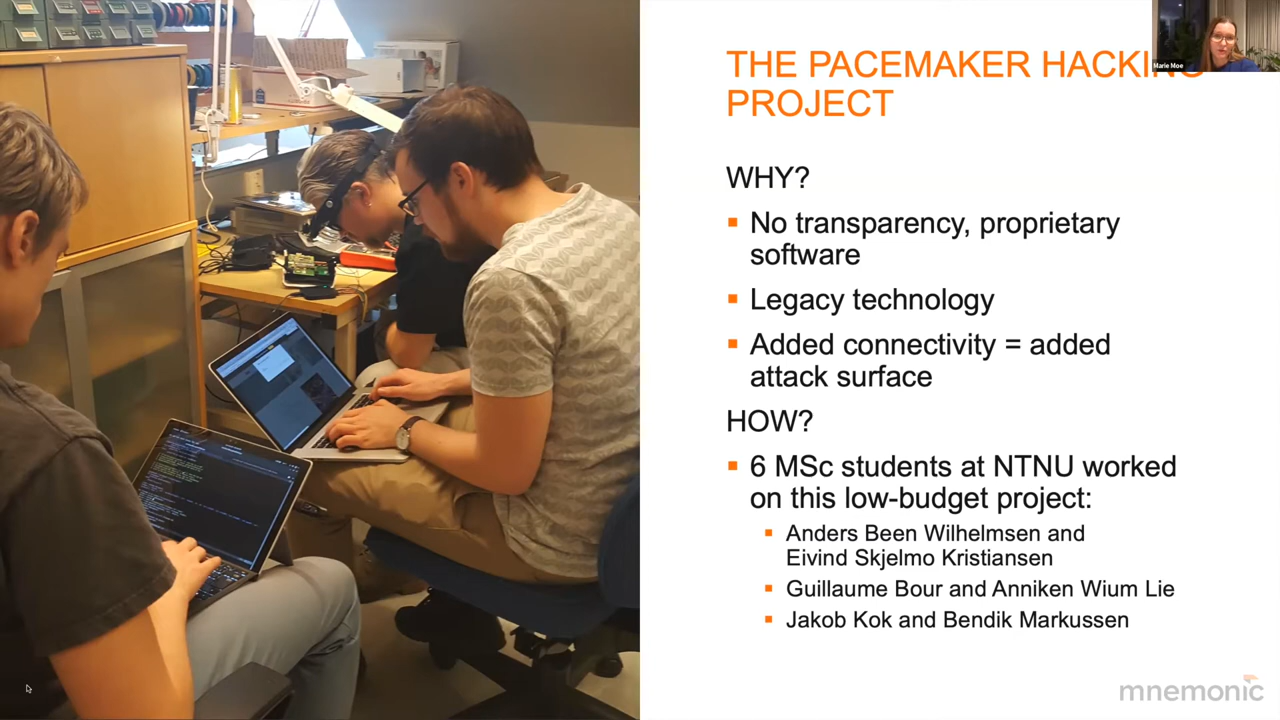 THE PACEMAKER HACKING
PROJECT
Marie Moe
WHY?
▪ No transparency, proprietary
software
▪ Legacy technology
▪ Added connectivity = added
attack surface
HOW?
▪ 6 MSc students at NTNU worked
on this low-budget project:
▪ Anders Been Wilhelmsen and
Eivind Skjelmo Kristiansen
▪ Guillaume Bour and Anniken Wium Lie
▪ Jakob Kok and Bendik Markussen
mnemonic